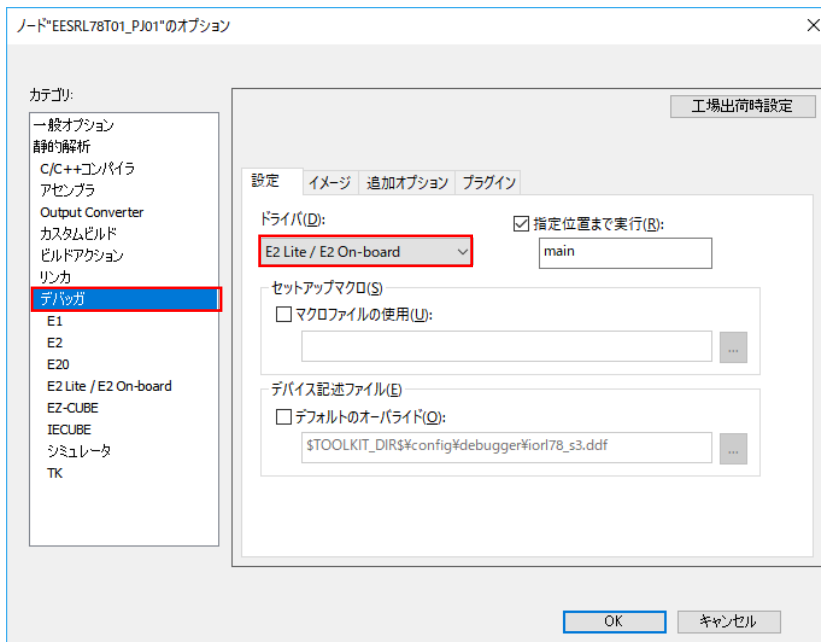 ノード"EESRL78T01_PJ01"のオプション
カテゴリ:
一般オプション
静的解析
C/C++コンパイラ
アセンブラ
Output Converter
カスタムビルド
ビルドアクション
リンカ
デバッガ
E1
E2
E20
E2 Lite / E2 On-board
EZ-CUBE
IECUBE
シミュレータ
TK
工場出荷時設定
設定 イメージ 追加オプション プラグイン
ドライバ(D):
E2 Lite / E2 On-board
指定位置まで実行(R):
main
セットアップマクロ(S)
マクロファイルの使用(U):
...
デバイス記述ファイル(E)
デフォルトのオーバライド(O):
$TOOLKIT_DIR$¥config¥debugger¥iorl78_s3.ddf
...
OK キャンセル